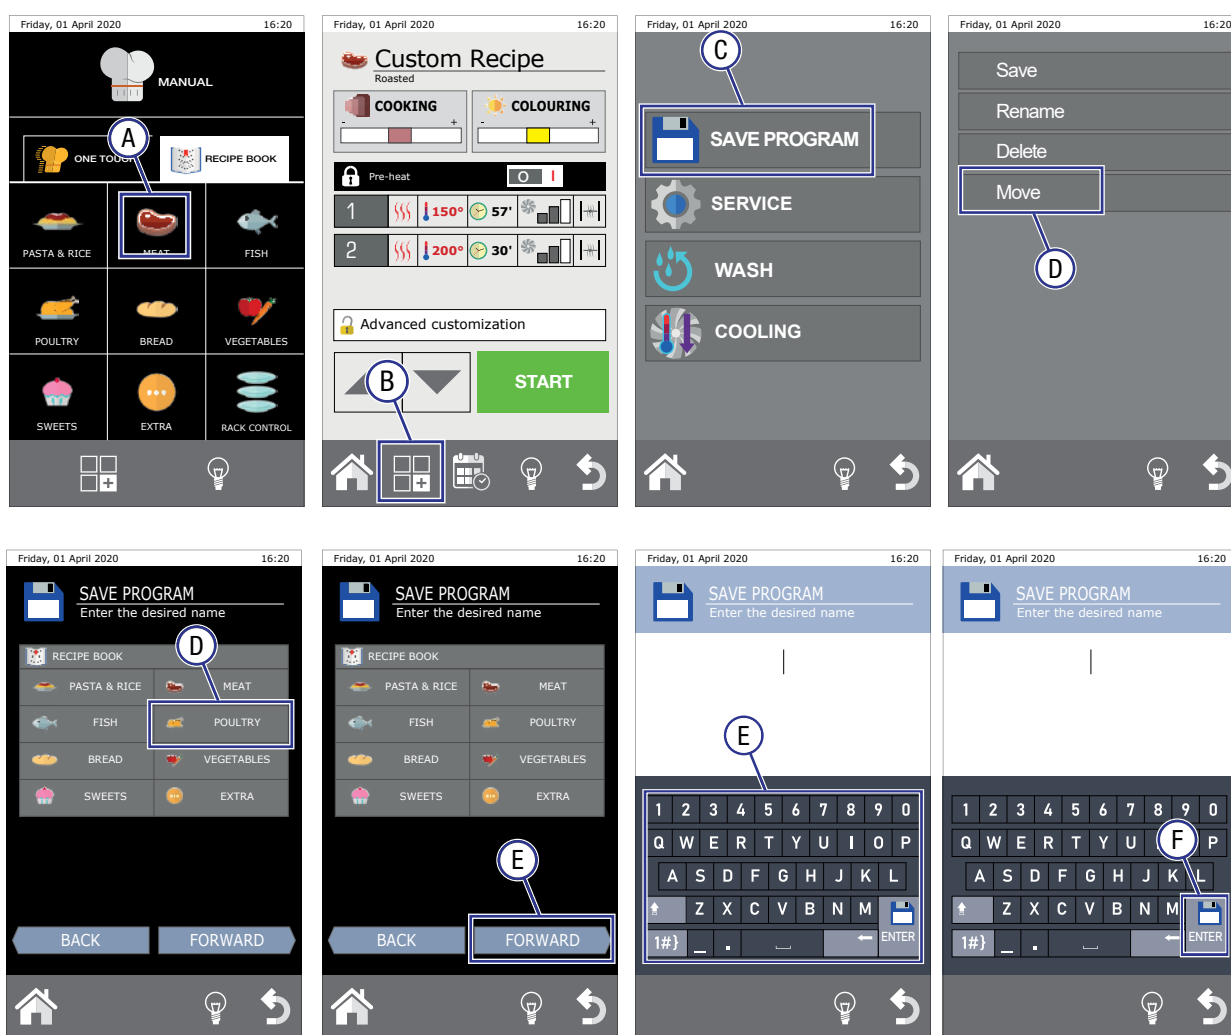 Friday, 01 April 2020 16:20
MANUAL
A
ONE TOUCH
RECIPE BOOK
PASTA & RICE
MEAT
FISH
POULTRY
BREAD
VEGETABLES
SWEETS
EXTRA
RACK CONTROL
Friday, 01 April 2020 16:20
Custom Recipe
Roasted
COOKING
- +
COLOURING
- +
Pre-heat O I
1 150° 57'
2 200° 30'
Advanced customization
B
START
Friday, 01 April 2020 16:20
C
SAVE PROGRAM
SERVICE
WASH
COOLING
Friday, 01 April 2020 16:20
Save
Rename
Delete
Move
D
Friday, 01 April 2020 16:20
SAVE PROGRAM
Enter the desired name
D
RECIPE BOOK
PASTA & RICE MEAT
FISH POULTRY
BREAD VEGETABLES
SWEETS EXTRA
BACK FORWARD
Friday, 01 April 2020 16:20
SAVE PROGRAM
Enter the desired name
RECIPE BOOK
PASTA & RICE MEAT
FISH POULTRY
BREAD VEGETABLES
SWEETS EXTRA
E
BACK FORWARD
Friday, 01 April 2020 16:20
SAVE PROGRAM
Enter the desired name
E
1 2 3 4 5 6 7 8 9 0
Q W E R T Y U I O P
A S D F G H J K L
Z X C V B N M
1#} _ . ENTER
Friday, 01 April 2020 16:20
SAVE PROGRAM
Enter the desired name
1 2 3 4 5 6 7 8 9 0
Q W E R T Y U F P
A S D F G H J K L
Z X C V B N M
1#} _ . ENTER